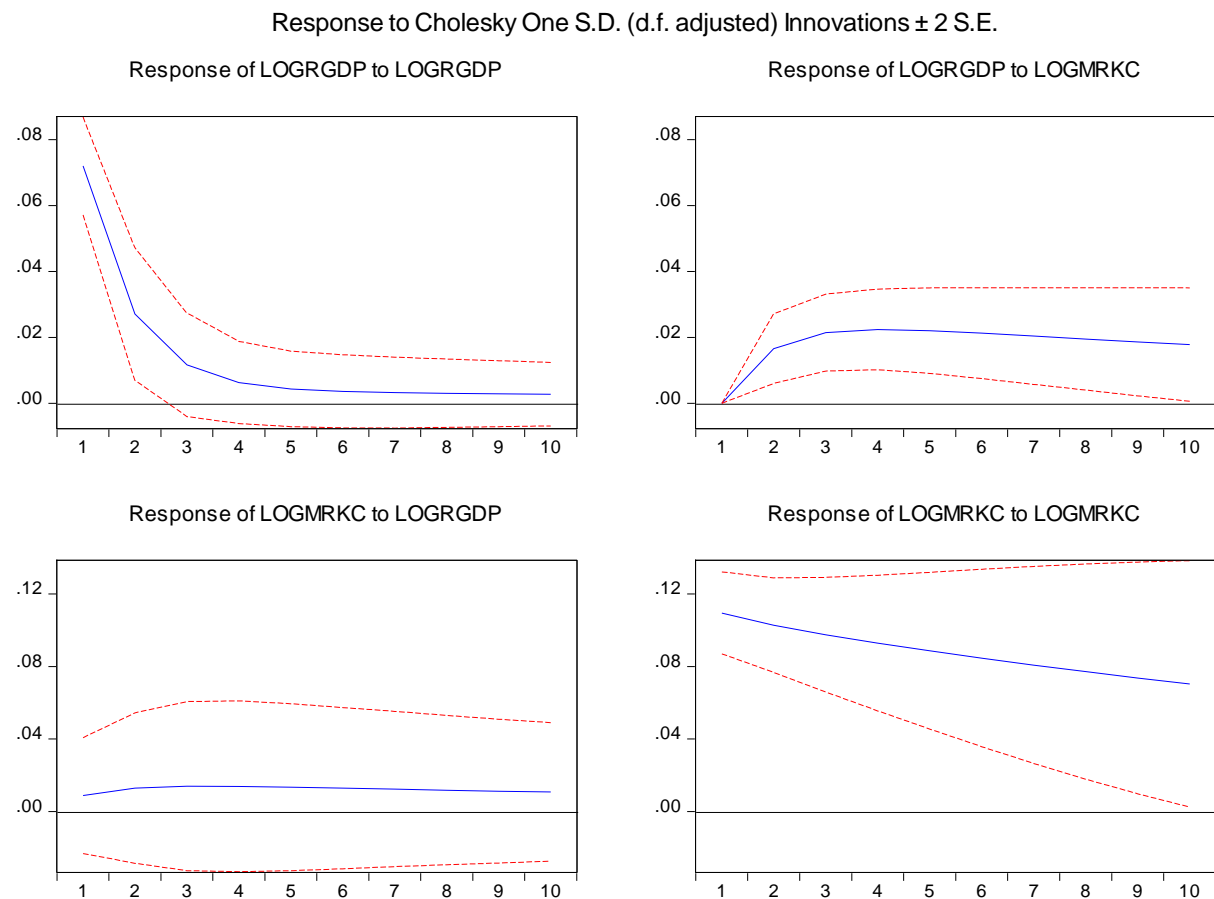 Response to Cholesky One S.D. (d.f. adjusted) Innovations ± 2 S.E.
Response of LOGRGDP to LOGRGDP
.08
.06
.04
.02
.00
1 2 3 4 5 6 7 8 9 10
Response of LOGRGDP to LOGMRKC
.08
.06
.04
.02
.00
1 2 3 4 5 6 7 8 9 10
Response of LOGMRKC to LOGRGDP
.12
.08
.04
.00
1 2 3 4 5 6 7 8 9 10
Response of LOGMRKC to LOGMRKC
.12
.08
.04
.00
1 2 3 4 5 6 7 8 9 10